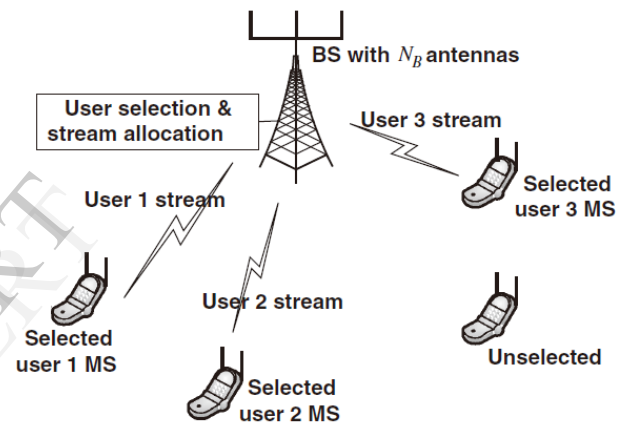 BS with N_B antennas
User selection &
stream allocation
User 3 stream
Selected
user 3 MS
User 1 stream
User 2 stream
Selected
user 1 MS
Unselected
Selected
user 2 MS